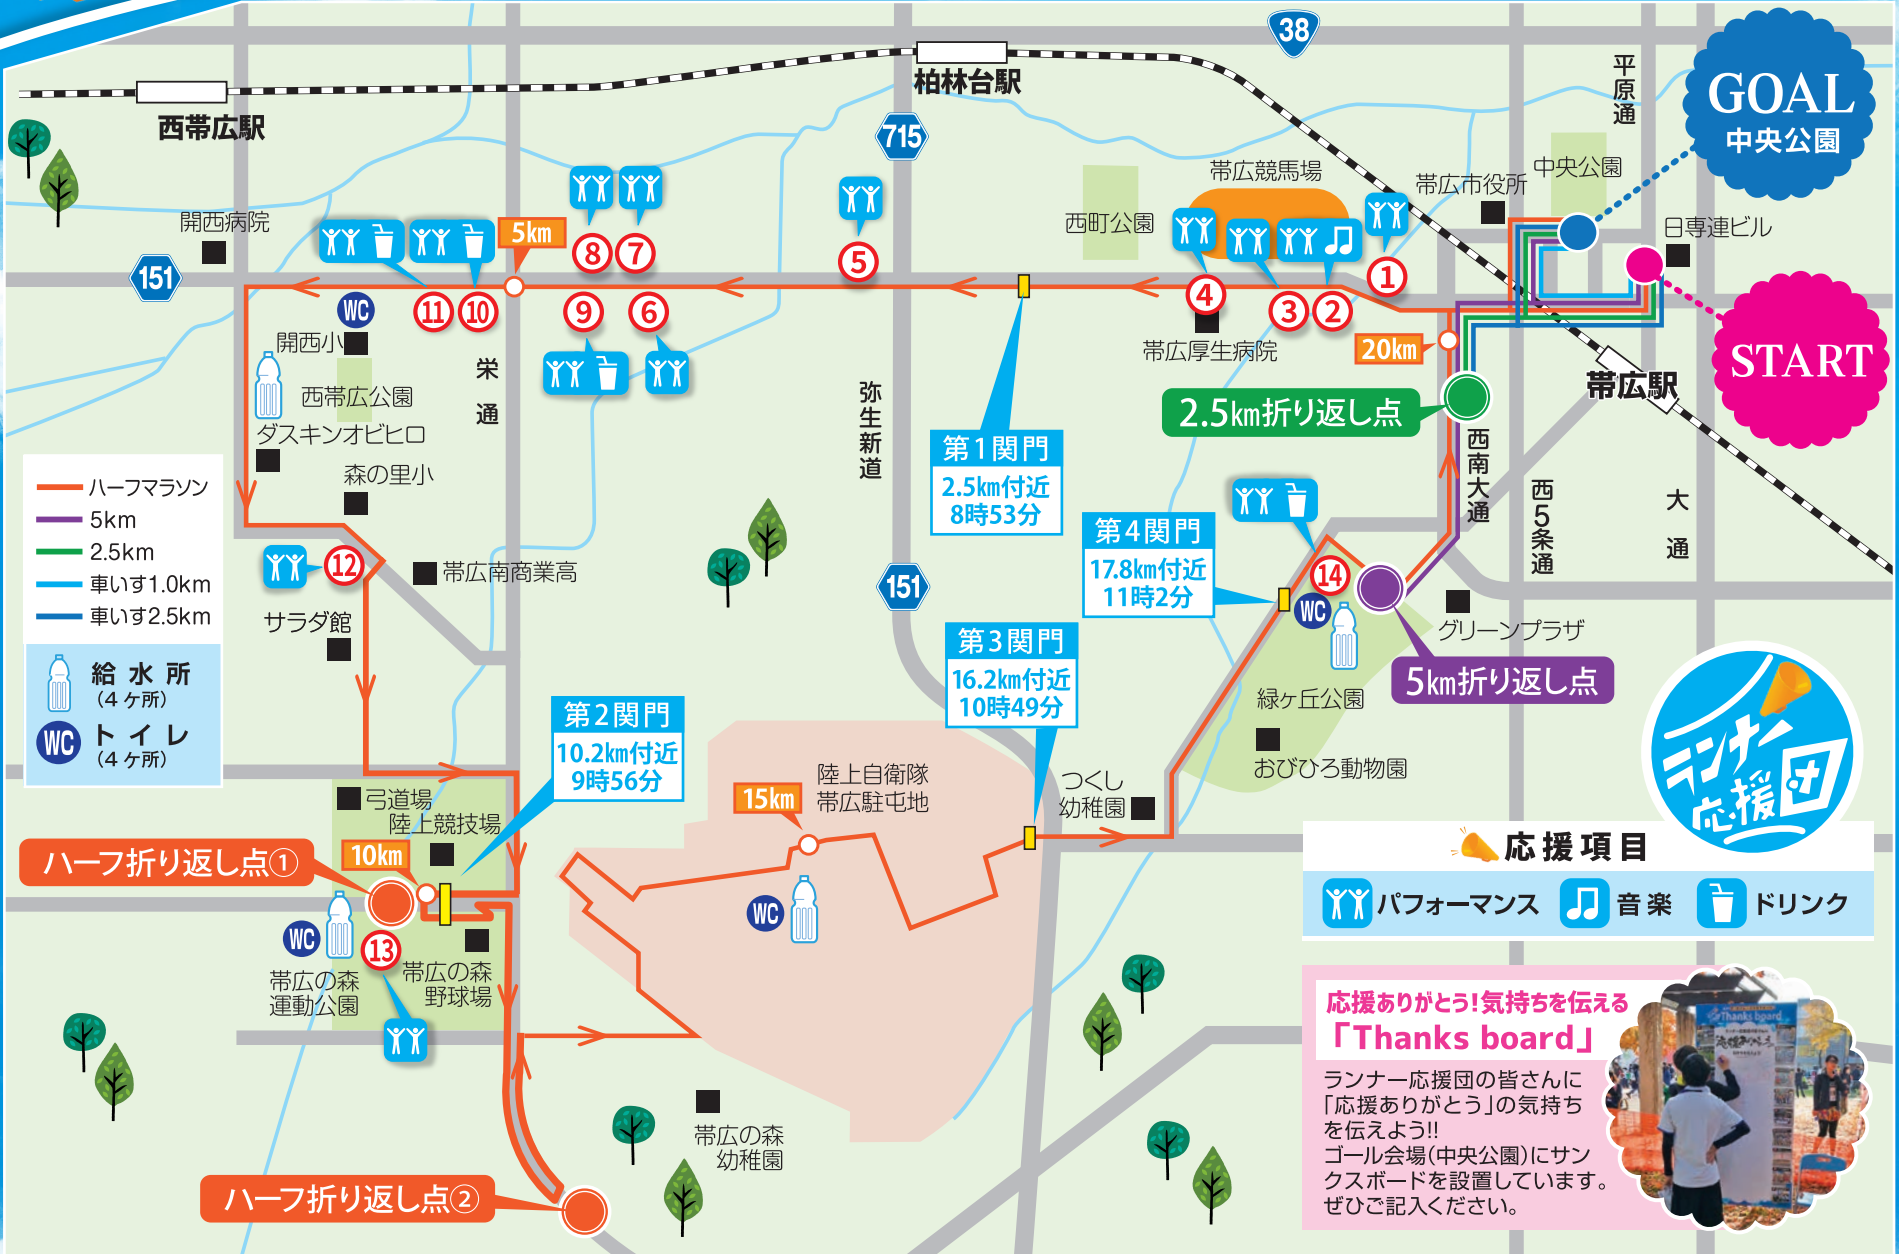 38
平原通
GOAL
中央公園
柏林台駅
西帯広駅
715
帯広競馬場
中央公園
帯広市役所
開西病院
西町公園
日専連ビル
5km
8
7
5
1
151
11
10
9
6
4
3
2
START
WC
開西小
帯広厚生病院
20km
帯広駅
栄通
西帯広公園
弥生新道
2.5km折り返し点
ダスキンオビヒロ
森の里小
第1関門
2.5km付近
8時53分
西南大通
西5条通
大通
ハーフマラソン
5km
2.5km
車いす1.0km
車いす2.5km
給水所
(4ヶ所)
WC
トイレ
(4ヶ所)
12
帯広南商業高
サラダ館
151
第4関門
17.8km付近
11時2分
14
WC
グリーンプラザ
第3関門
16.2km付近
10時49分
5km折り返し点
緑ヶ丘公園
おびひろ動物園
第2関門
10.2km付近
9時56分
弓道場
陸上競技場
15km
陸上自衛隊
帯広駐屯地
つくし
幼稚園
ランナー
応援団
ハーフ折り返し点①
10km
応援項目
パフォーマンス
音楽
ドリンク
WC
WC
13
帯広の森
運動公園
帯広の森
野球場
応援ありがとう!気持ちを伝える
「Thanks board」
ランナー応援団の皆さんに
「応援ありがとう」の気持ち
を伝えよう!!
ゴール会場(中央公園)にサン
クスボードを設置しています。
ぜひご記入ください。
Thanks board
帯広の森
幼稚園
ハーフ折り返し点②